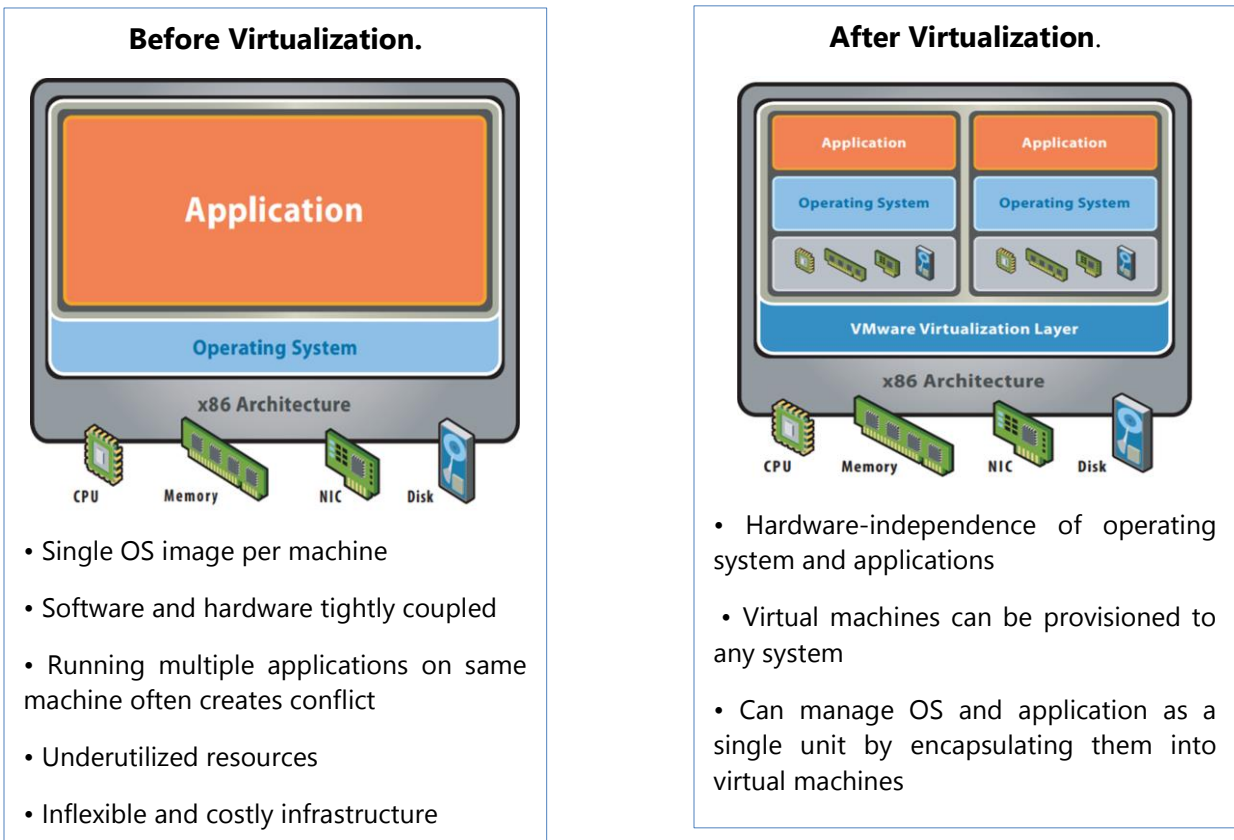 Before Virtualization.
Application
Operating System
x86 Architecture
CPU
Memory
NIC
Disk
• Single OS image per machine
• Software and hardware tightly coupled
• Running multiple applications on same
machine often creates conflict
• Underutilized resources
• Inflexible and costly infrastructure
After Virtualization.
Application
Application
Operating System
Operating System
VMware Virtualization Layer
x86 Architecture
CPU
Memory
NIC
Disk
• Hardware-independence of operating
system and applications
• Virtual machines can be provisioned to
any system
• Can manage OS and application as a
single unit by encapsulating them into
virtual machines